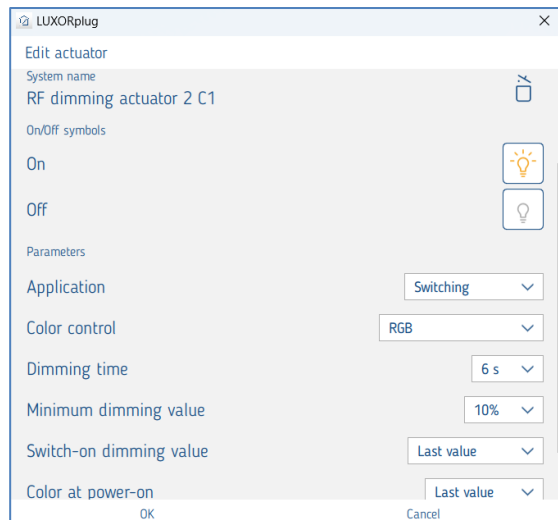 LUXORplug
Edit actuator
System name
RF dimming actuator 2 C1
On/Off symbols
On
Off
Parameters
Application Switching
Color control RGB
Dimming time 6 s
Minimum dimming value 10%
Switch-on dimming value Last value
Color at power-on Last value
OK Cancel